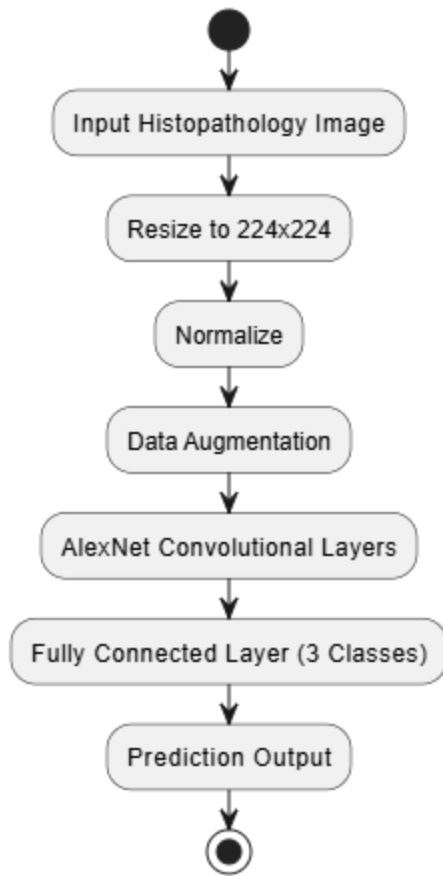 Input Histopathology Image
Resize to 224x224
Normalize
Data Augmentation
AlexNet Convolutional Layers
Fully Connected Layer (3 Classes)
Prediction Output